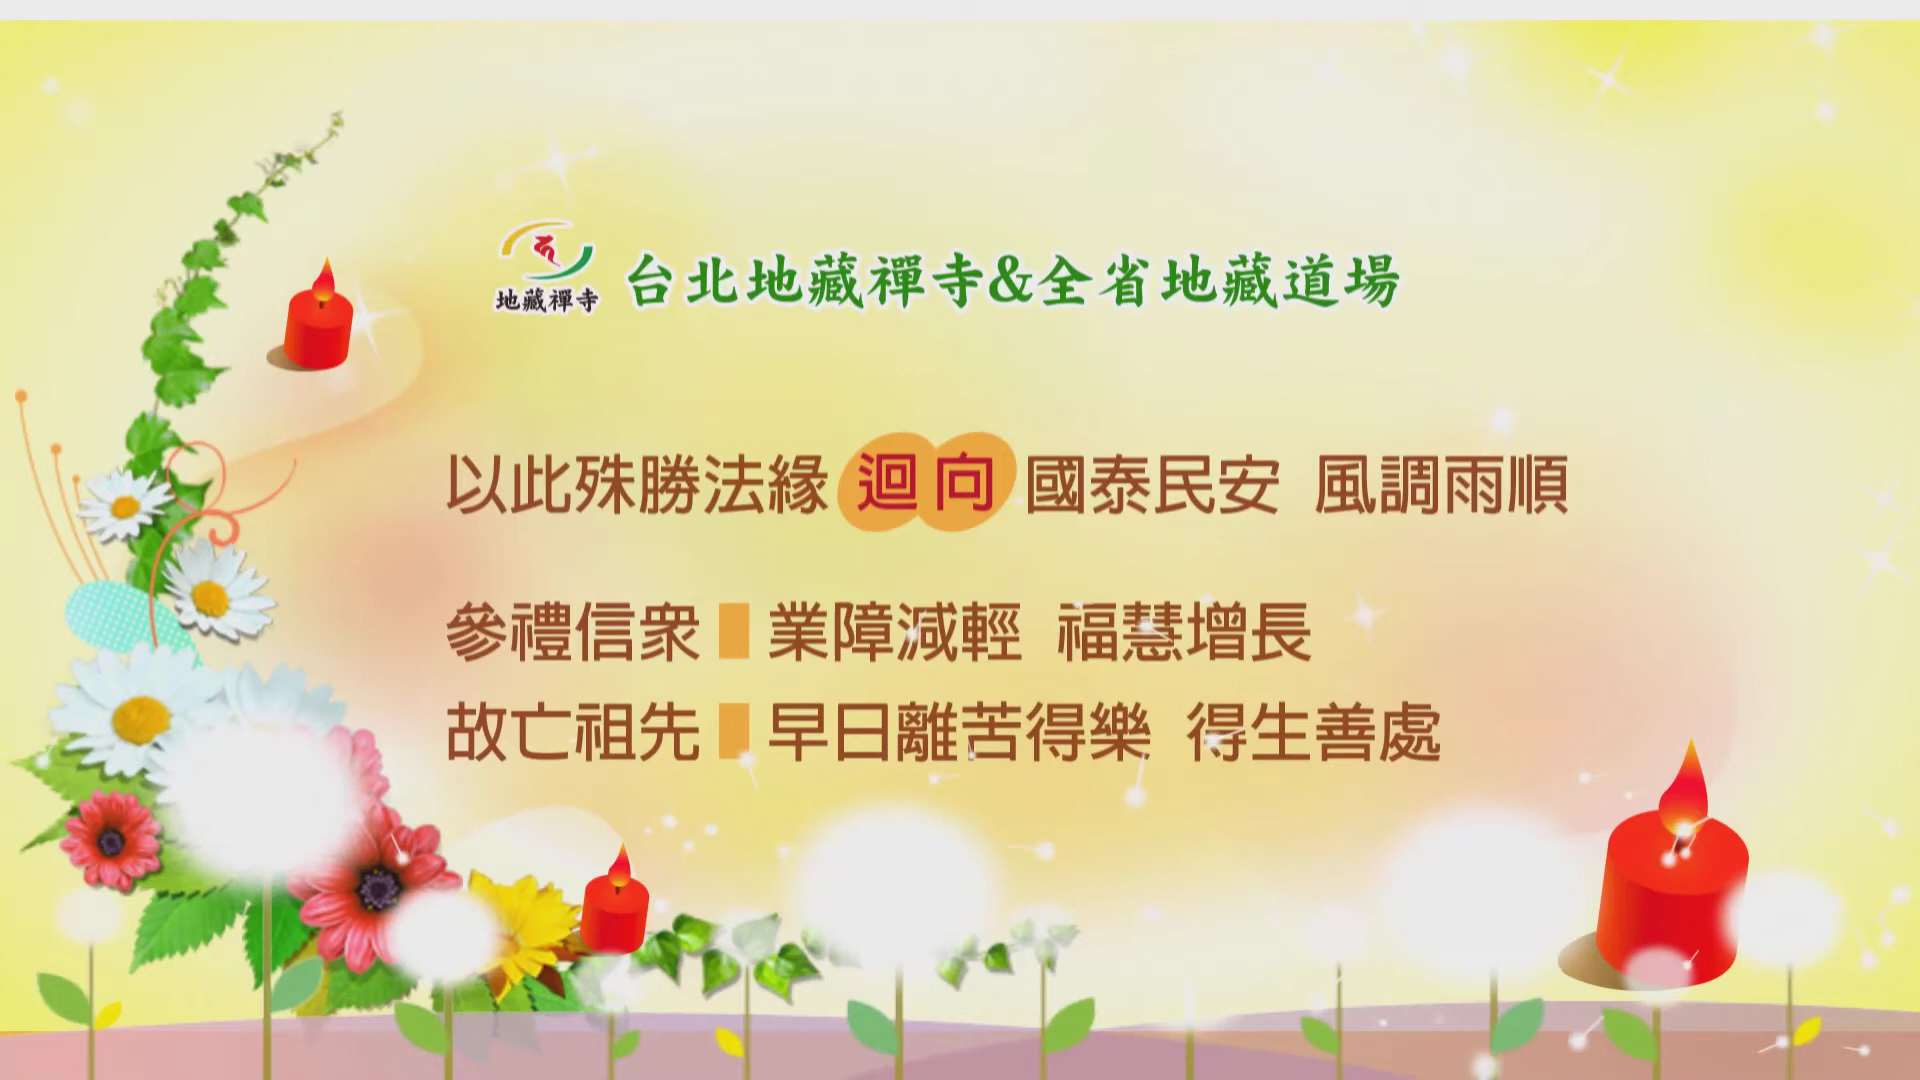 地藏禪寺
台北地藏禪寺&全省地藏道場
以此殊勝法緣 迴向 國泰民安 風調雨順
參禮信眾 業障減輕 福慧增長
故亡祖先 早日離苦得樂 得生善處